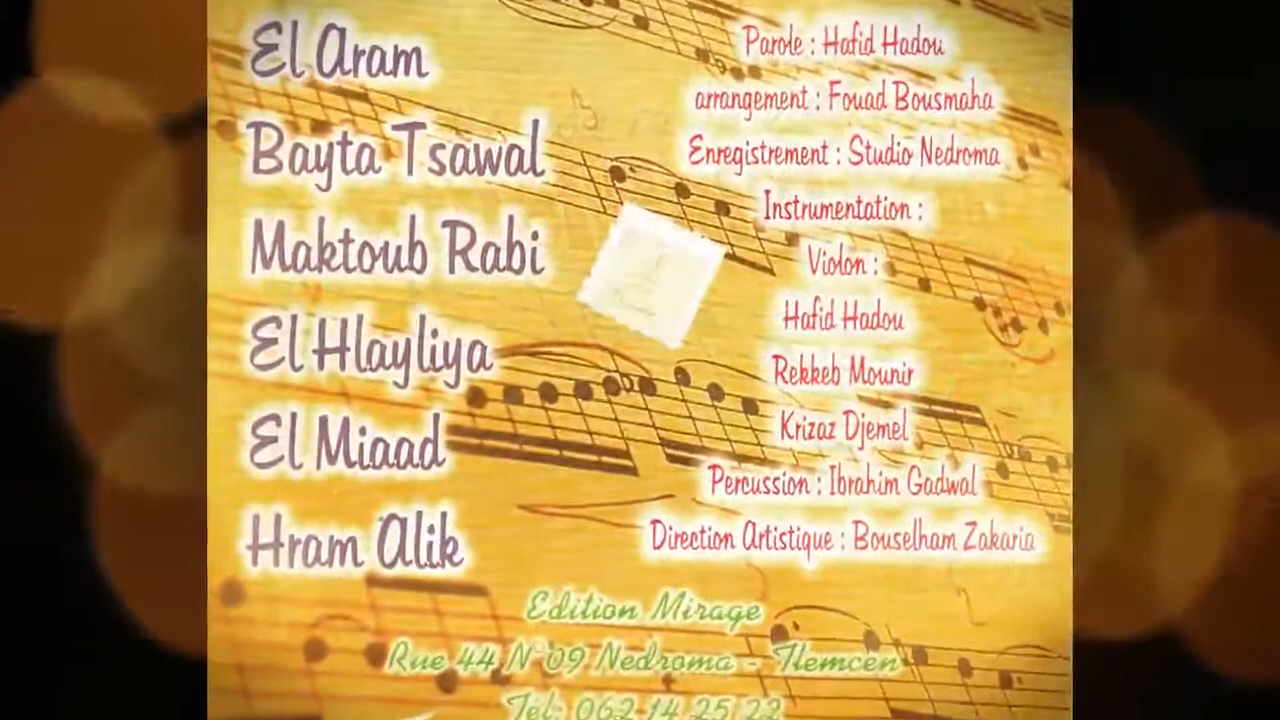 El Aram
Bayta Tsawal
Maktoub Rabi
El Hlayliya
El Miaad
Hram Alik
Parole : Hafid Hadou
arrangement : Fouad Bousmaha
Enregistrement : Studio Nedroma
Instrumentation :
Violon :
Hafid Hadou
Rekkeb Mounir
Krizaz Djemel
Percussion : Ibrahim Gadwal
Direction Artistique : Bouselham Zakaria
Edition Mirage
Rue 44 N°09 Nedroma - Tlemcen
Tel: 062 14 25 22